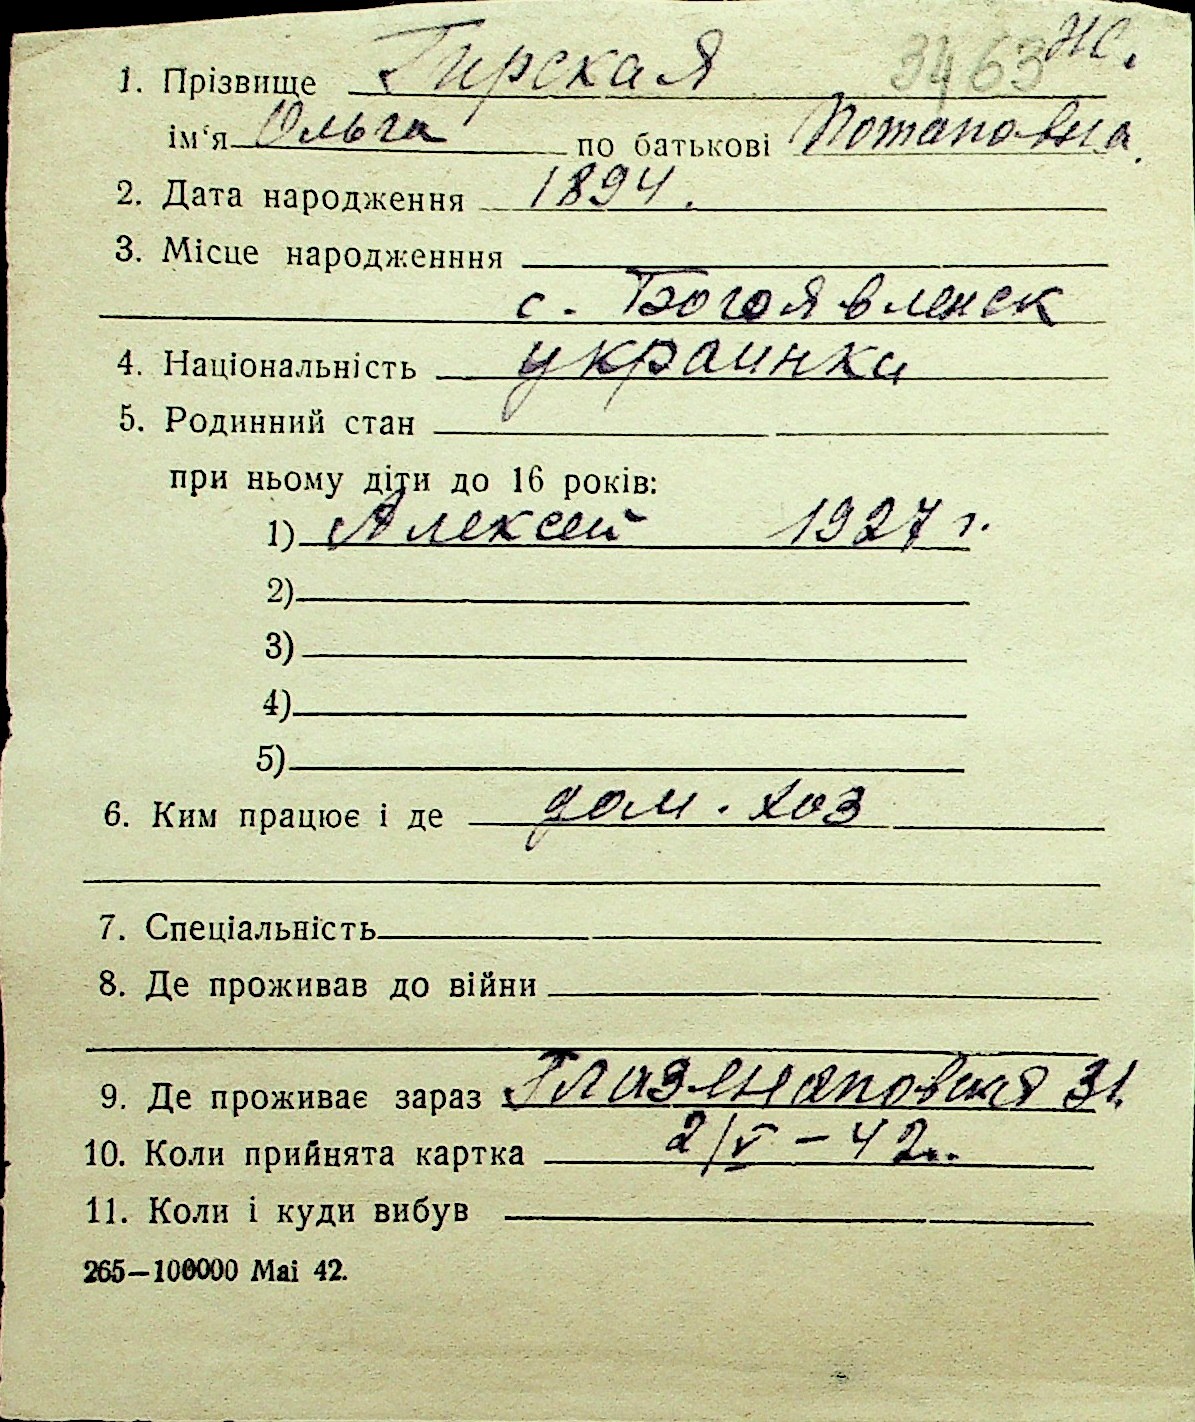 3463 Ж.
1. Прізвище Гирская
ім'я Ольга по батькові Потаповна.
2. Дата народження 1894.
3. Місце народженння
с. Богоявленск
4. Національність украинка
5. Родинний стан
при ньому діти до 16 років:
1) Алексей 1927 г.
2)
3)
4)
5)
6. Ким працює і де дом. хоз
7. Спеціальність
8. Де проживав до війни
9. Де проживає зараз 31.
10. Коли прийнята картка 2/V – 42.
11. Коли і куди вибув
265—100000 Маі 42.